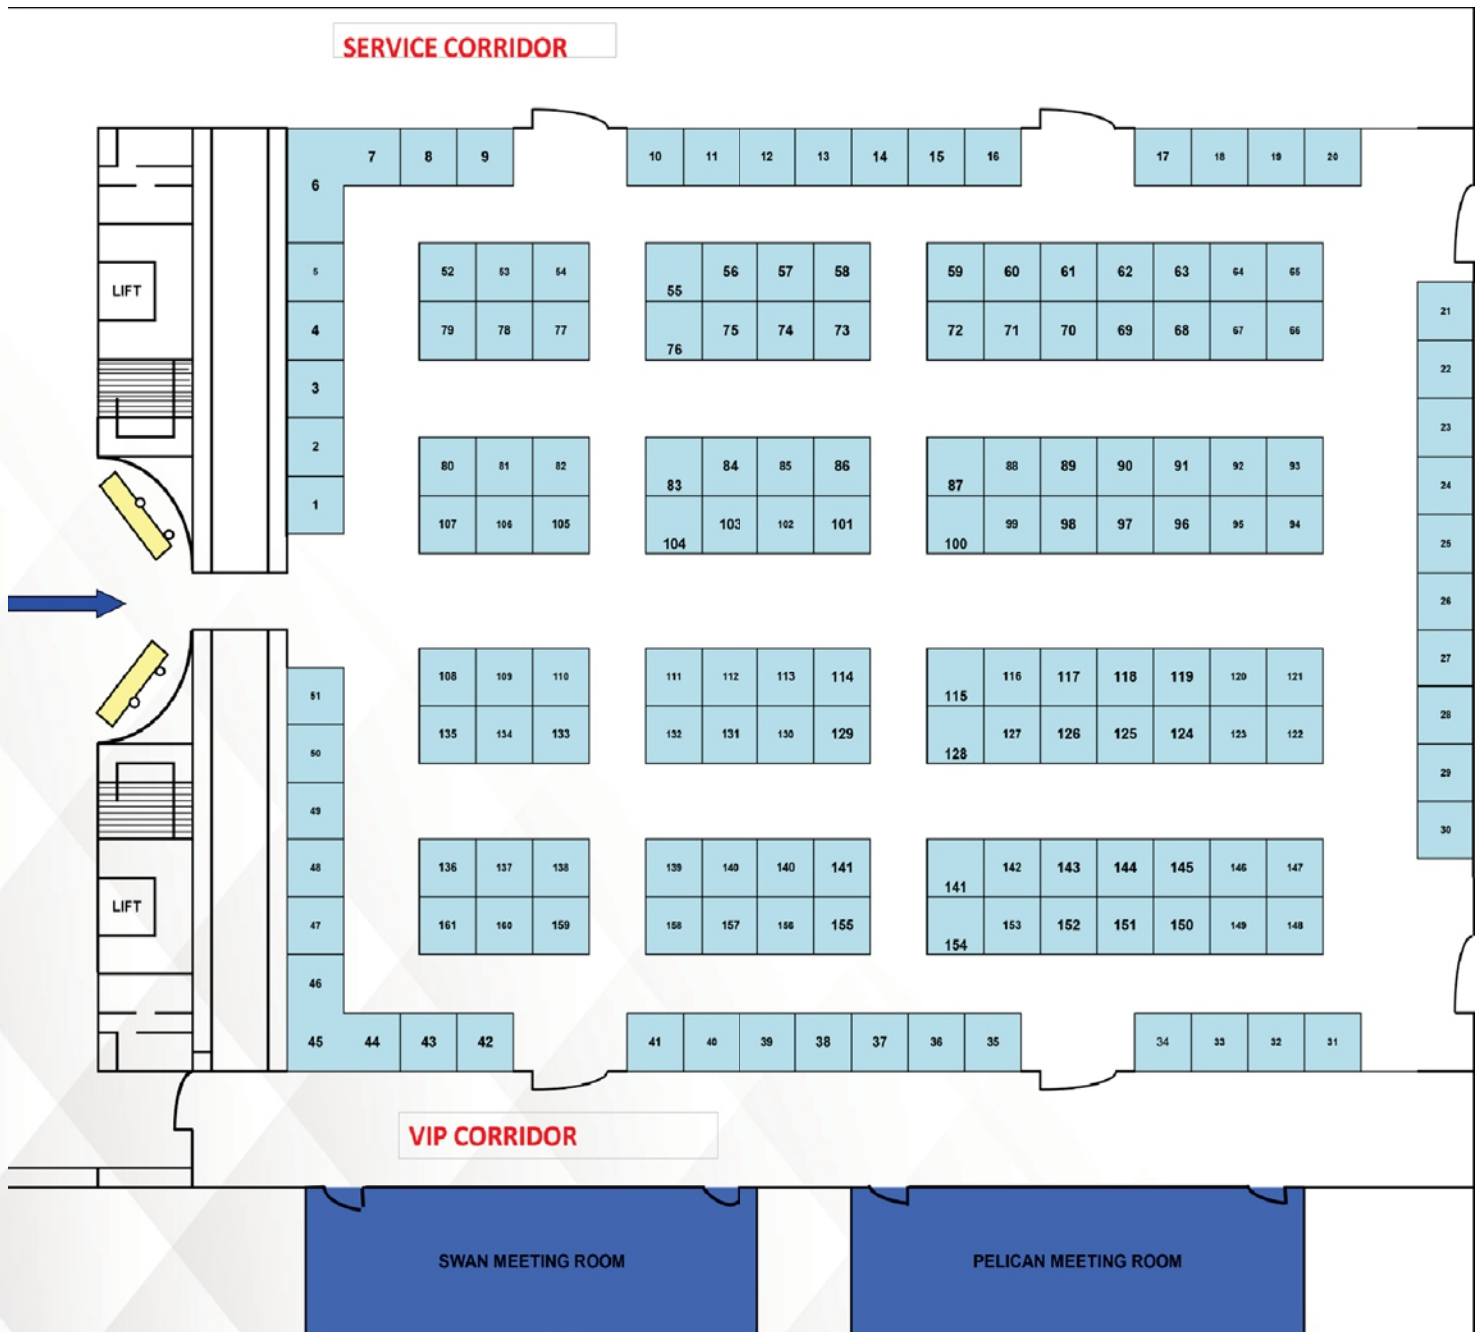 SERVICE CORRIDOR
7 8 9 10 11 12 13 14 15 16 17 18 19 20
6
5 52 53 54 55 56 57 58 59 60 61 62 63 64 65
LIFT
21
4 79 78 77 76 75 74 73 72 71 70 69 68 67 66
22
3
23
2 80 81 82 83 84 85 86 87 88 89 90 91 92 93
24
1 107 106 105 104 103 102 101 100 99 98 97 96 95 94
25
26
27
51 108 109 110 111 112 113 114 115 116 117 118 119 120 121
28
50 135 134 133 132 131 130 129 128 127 126 125 124 123 122
29
49
30
48 136 137 138 139 140 140 141 141 142 143 144 145 146 147
LIFT
47 161 160 159 158 157 156 155 154 153 152 151 150 149 148
46
45 44 43 42 41 40 39 38 37 36 35 34 33 32 31
VIP CORRIDOR
SWAN MEETING ROOM
PELICAN MEETING ROOM